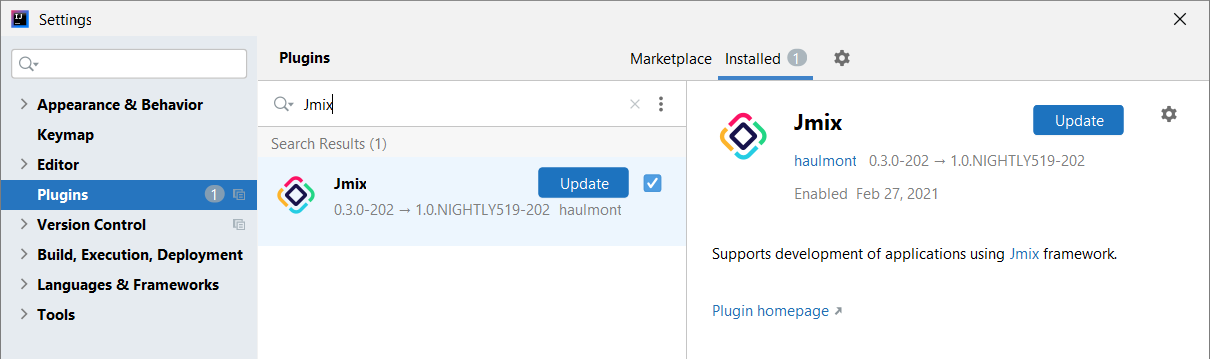 Settings
Plugins
Marketplace Installed 1
Appearance & Behavior
Keymap
Editor
Plugins 1
Version Control
Build, Execution, Deployment
Languages & Frameworks
Tools
Jmix
Search Results (1)
Jmix Update
0.3.0-202 → 1.0.NIGHTLY519-202 haulmont
Jmix Update
haulmont 0.3.0-202 → 1.0.NIGHTLY519-202
Enabled Feb 27, 2021
Supports development of applications using Jmix framework.
Plugin homepage ↗